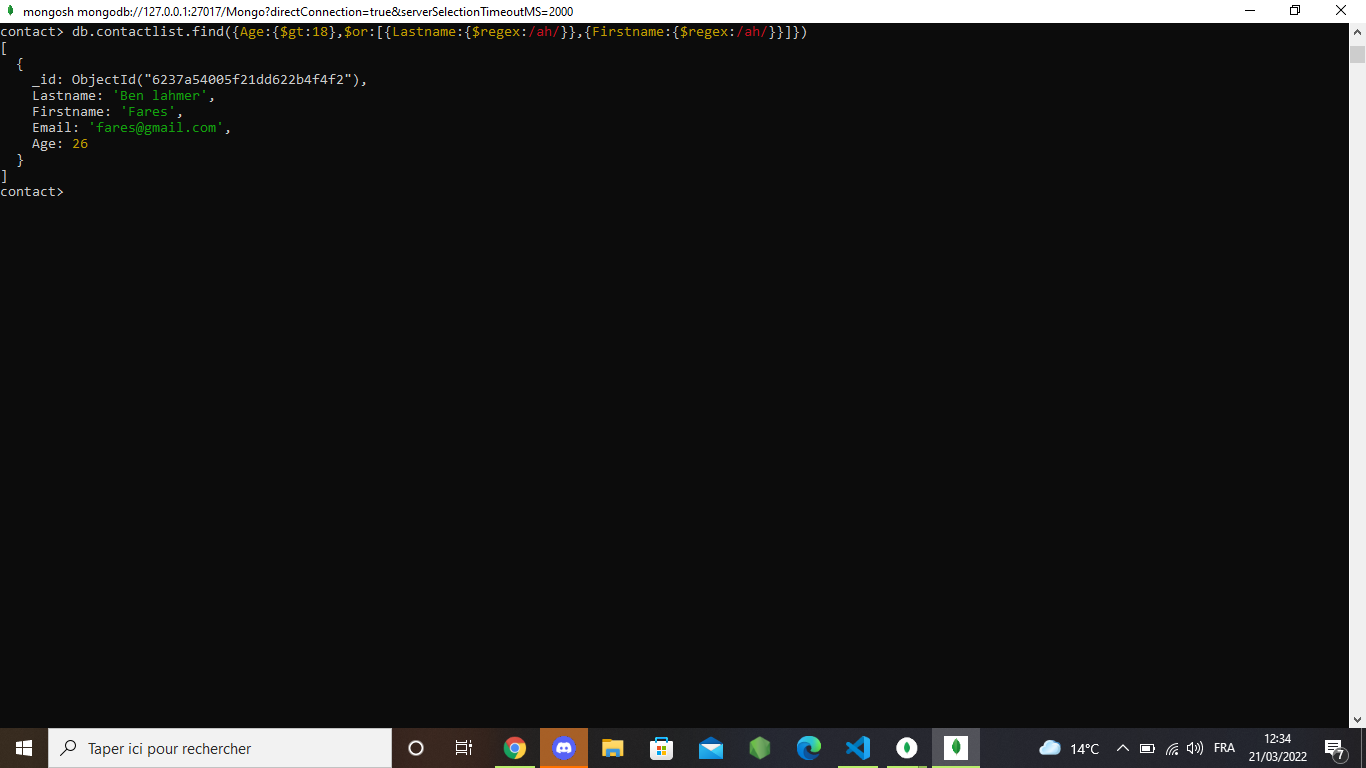 mongosh mongodb://127.0.0.1:27017/Mongo?directConnection=true&serverSelectionTimeoutMS=2000
contact> db.contactlist.find({Age:{$gt:18},$or:[{Lastname:{$regex:/ah/}},{Firstname:{$regex:/ah/}}]})
[
  {
    _id: ObjectId("6237a54005f21dd622b4f4f2"),
    Lastname: 'Ben lahmer',
    Firstname: 'Fares',
    Email: 'fares@gmail.com',
    Age: 26
  }
]
contact>
Taper ici pour rechercher
14°C
FRA
12:34
21/03/2022
7